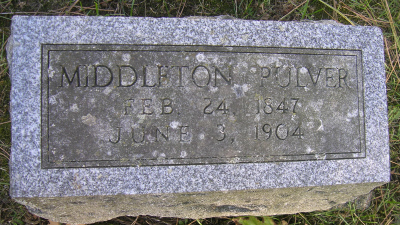 MIDDLETON PULVER
FEB. 24, 1847
JUNE 3, 1904